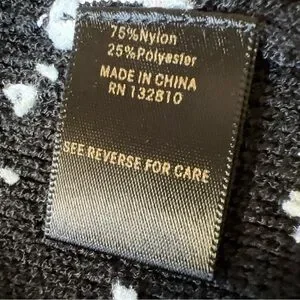 75%Nylon
25%Polyester
MADE IN CHINA
RN 132810
SEE REVERSE FOR CARE